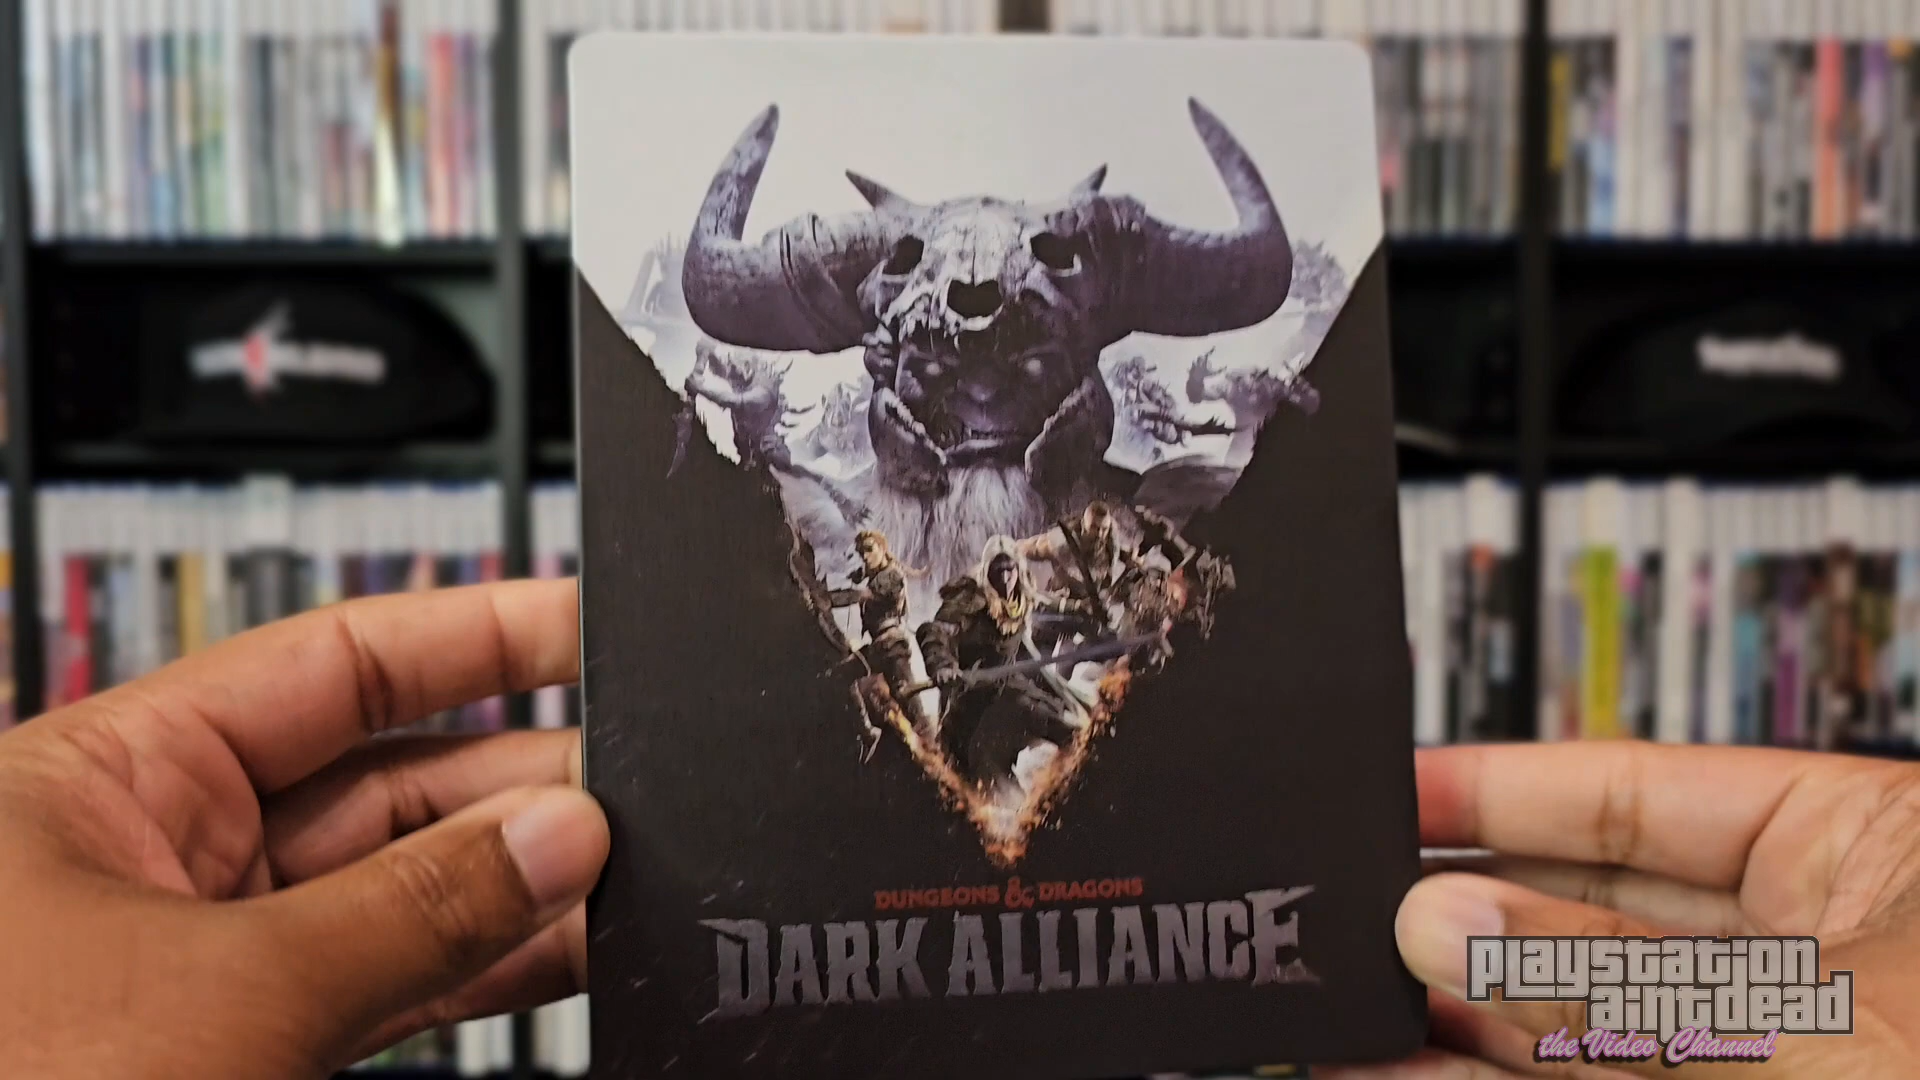 DUNGEONS & DRAGONS
DARK ALLIANCE
playstation
aintdead
the Video Channel